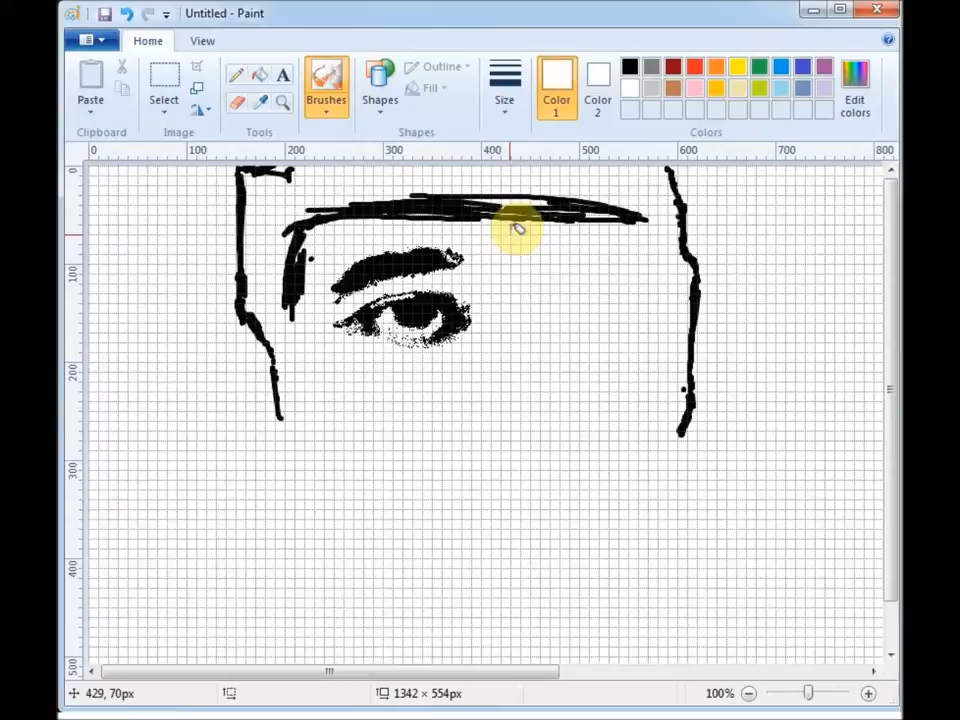 Untitled - Paint
Home View
Outline
Fill
Paste Select Brushes Shapes Size Color 1 Color 2 Edit colors
Clipboard Image Tools Shapes Colors
0 100 200 300 400 500 600 700 800
0
100
200
300
400
500
429, 70px 1342 × 554px 100%